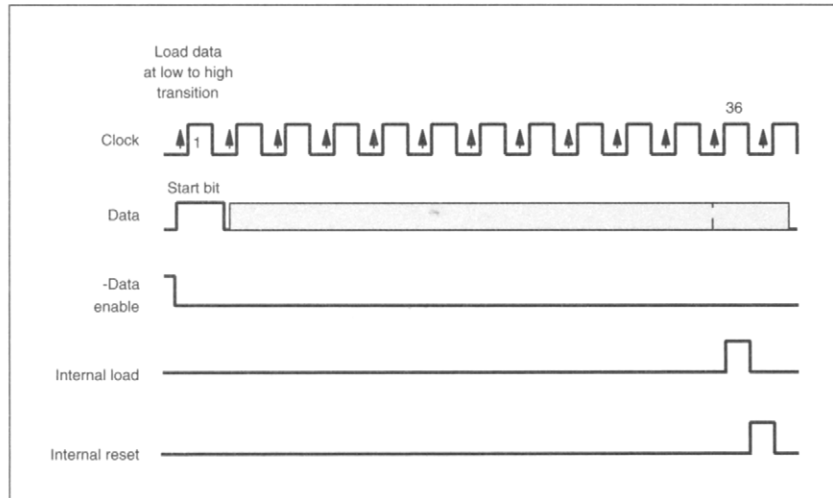 Load data
at low to high
transition
36
Clock
1
Start bit
Data
-Data
enable
Internal load
Internal reset